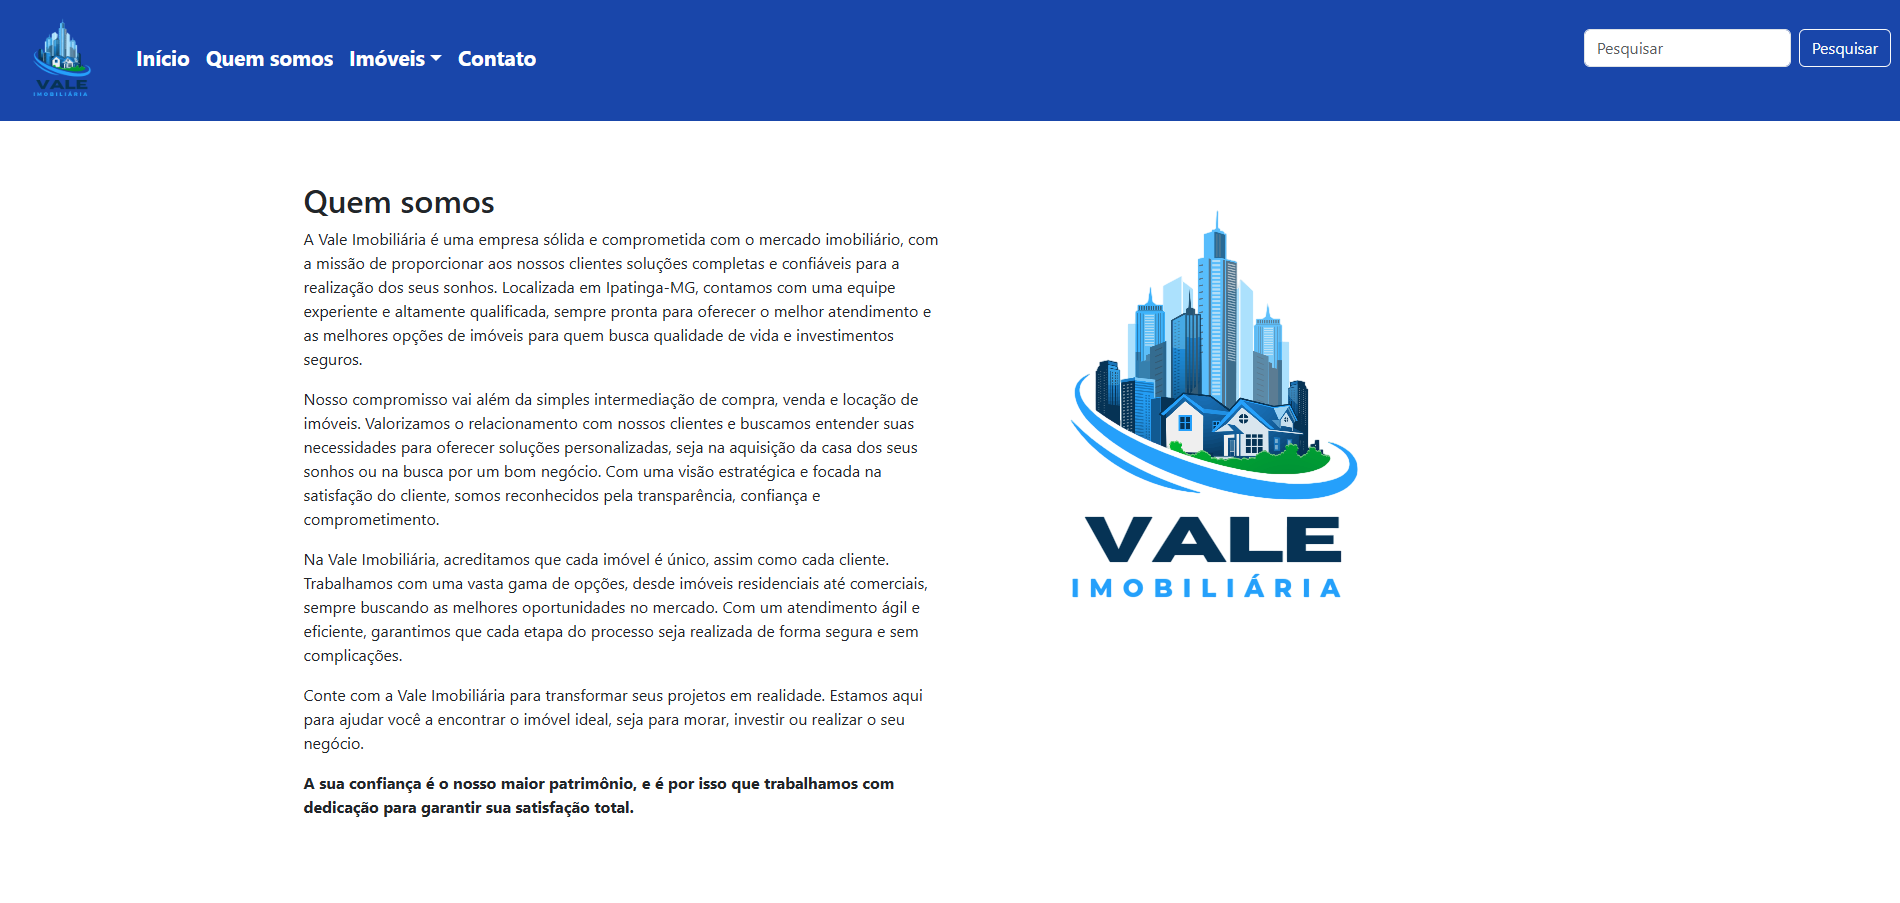 VALE
IMOBILIÁRIA
Início Quem somos Imóveis Contato
Pesquisar Pesquisar
Quem somos
A Vale Imobiliária é uma empresa sólida e comprometida com o mercado imobiliário, com
a missão de proporcionar aos nossos clientes soluções completas e confiáveis para a
realização dos seus sonhos. Localizada em Ipatinga-MG, contamos com uma equipe
experiente e altamente qualificada, sempre pronta para oferecer o melhor atendimento e
as melhores opções de imóveis para quem busca qualidade de vida e investimentos
seguros.
Nosso compromisso vai além da simples intermediação de compra, venda e locação de
imóveis. Valorizamos o relacionamento com nossos clientes e buscamos entender suas
necessidades para oferecer soluções personalizadas, seja na aquisição da casa dos seus
sonhos ou na busca por um bom negócio. Com uma visão estratégica e focada na
satisfação do cliente, somos reconhecidos pela transparência, confiança e
comprometimento.
Na Vale Imobiliária, acreditamos que cada imóvel é único, assim como cada cliente.
Trabalhamos com uma vasta gama de opções, desde imóveis residenciais até comerciais,
sempre buscando as melhores oportunidades no mercado. Com um atendimento ágil e
eficiente, garantimos que cada etapa do processo seja realizada de forma segura e sem
complicações.
Conte com a Vale Imobiliária para transformar seus projetos em realidade. Estamos aqui
para ajudar você a encontrar o imóvel ideal, seja para morar, investir ou realizar o seu
negócio.
A sua confiança é o nosso maior patrimônio, e é por isso que trabalhamos com
dedicação para garantir sua satisfação total.
VALE
IMOBILIÁRIA